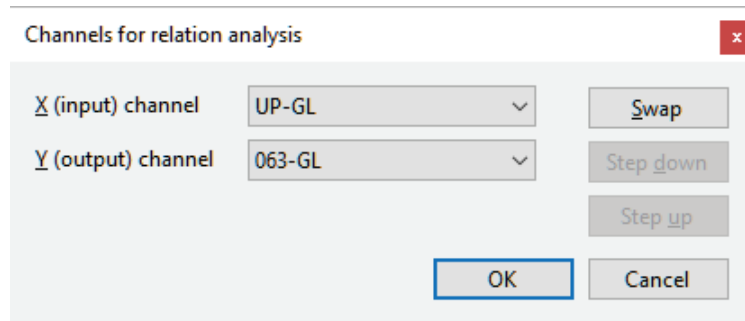 Channels for relation analysis
x
X (input) channel
UP-GL
Swap
Y (output) channel
063-GL
Step down
Step up
OK
Cancel